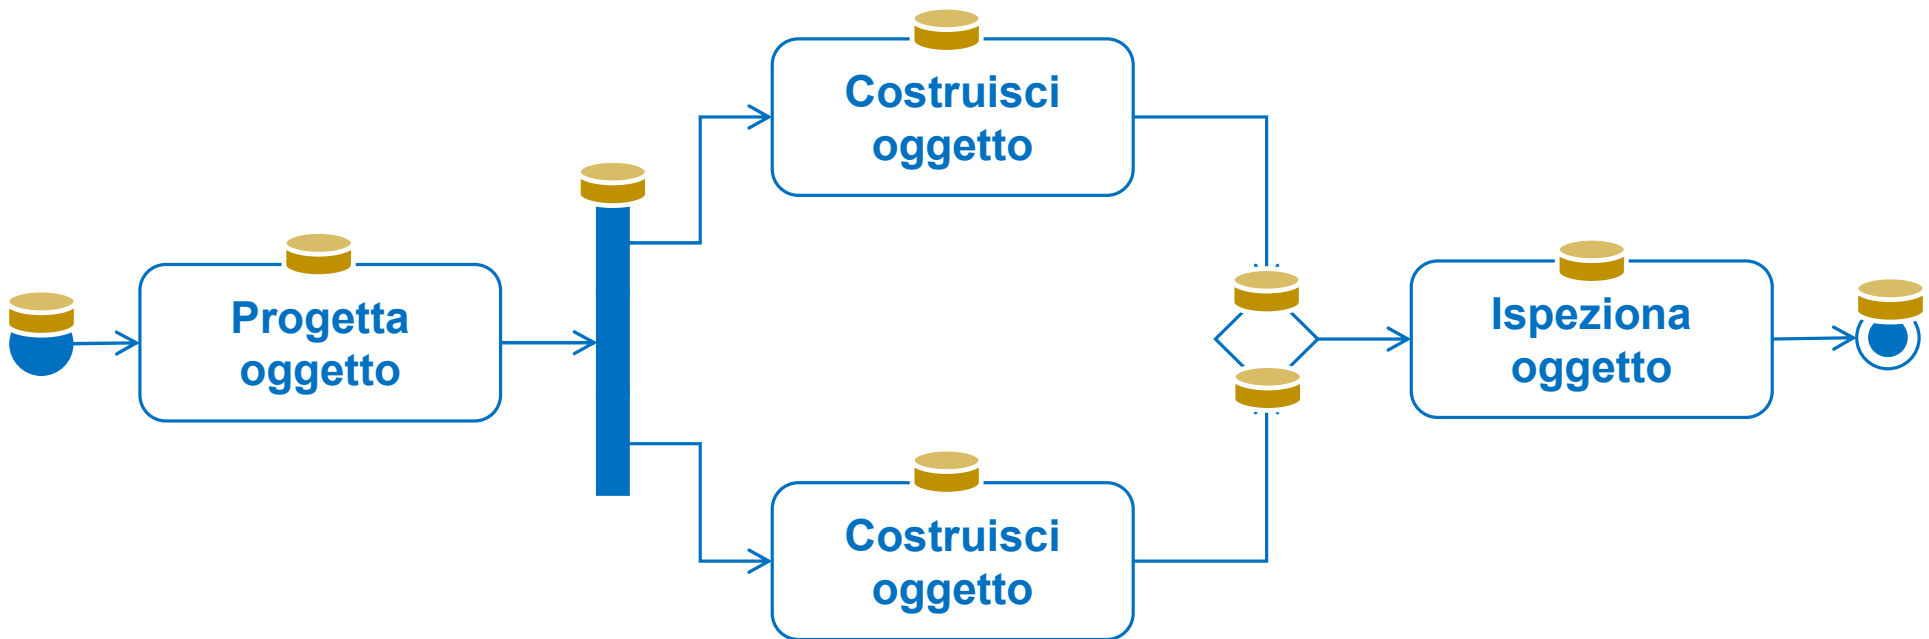 Progetta
oggetto
Costruisci
oggetto
Costruisci
oggetto
Ispeziona
oggetto